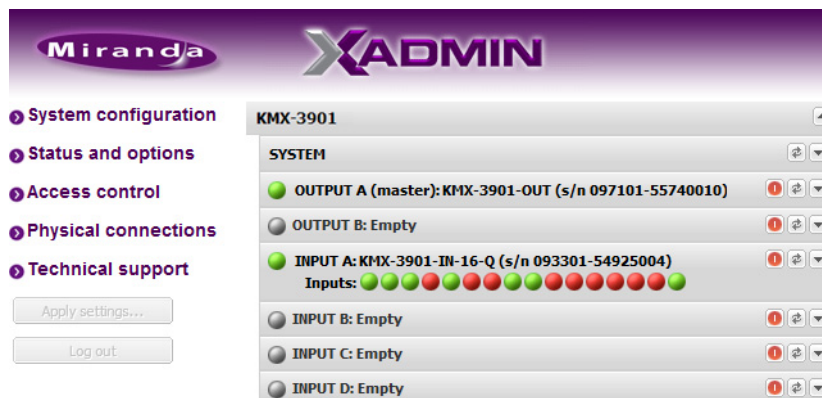 Miranda
XADMIN
System configuration
Status and options
Access control
Physical connections
Technical support
Apply settings...
Log out
KMX-3901
SYSTEM
OUTPUT A (master): KMX-3901-OUT (s/n 097101-55740010)
OUTPUT B: Empty
INPUT A: KMX-3901-IN-16-Q (s/n 093301-54925004)
Inputs:
INPUT B: Empty
INPUT C: Empty
INPUT D: Empty